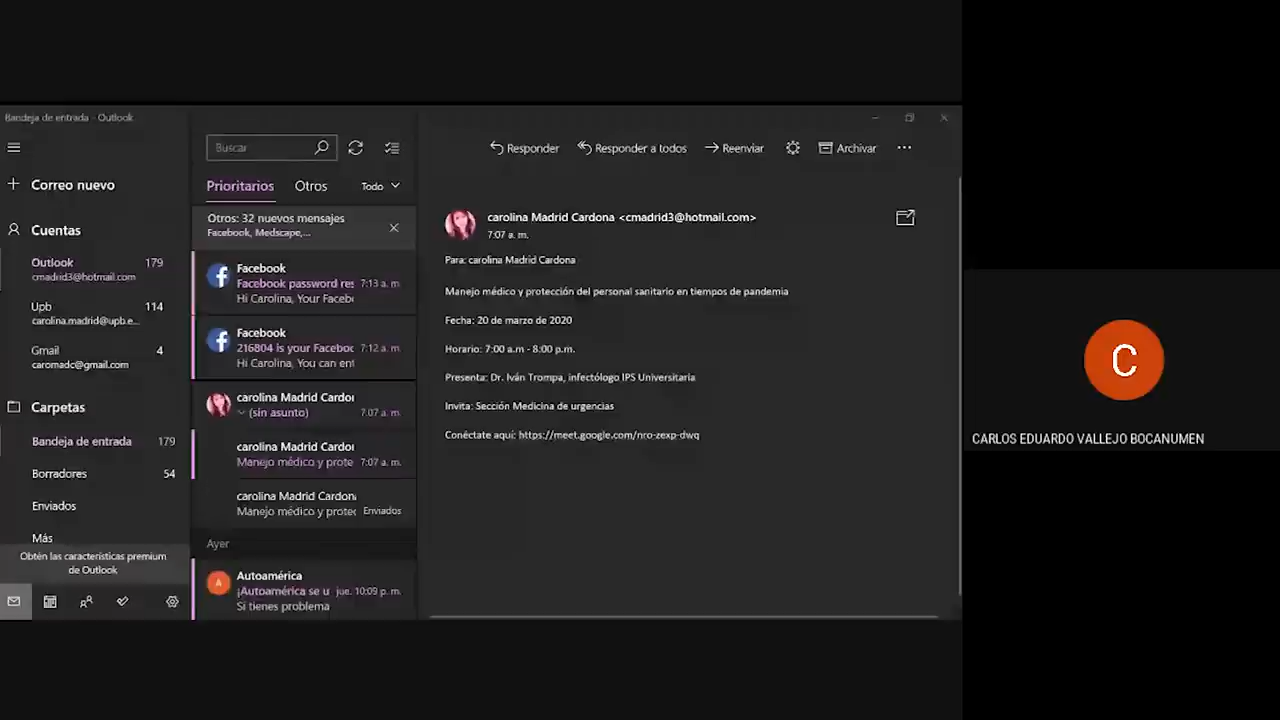 Bandeja de entrada - Outlook
Correo nuevo
Cuentas
Outlook 179
cmadrid3@hotmail.com
Upb 114
carolina.madrid@upb.e...
Gmail 4
caromadc@gmail.com
Carpetas
Bandeja de entrada 179
Borradores 54
Enviados
Más
Obtén las características premium
de Outlook
Buscar
Prioritarios Otros Todo
Otros: 32 nuevos mensajes
Facebook, Medscape,...
Facebook
Facebook password res 7:13 a. m.
Hi Carolina, Your Facebo
Facebook
216804 is your Faceboo 7:12 a. m.
Hi Carolina, You can ent
carolina Madrid Cardor
(sin asunto) 7:07 a. m.
carolina Madrid Cardor
Manejo médico y prote 7:07 a. m.
carolina Madrid Cardona
Manejo médico y protec Enviados
Ayer
A
Autoamérica
¡Autoamérica se u jue. 10:09 p. m.
Si tienes problema
Responder Responder a todos Reenviar Archivar
carolina Madrid Cardona <cmadrid3@hotmail.com>
7:07 a. m.
Para: carolina Madrid Cardona
Manejo médico y protección del personal sanitario en tiempos de pandemia
Fecha: 20 de marzo de 2020
Horario: 7:00 a.m - 8:00 p.m.
Presenta: Dr. Iván Trompa, infectólogo IPS Universitaria
Invita: Sección Medicina de urgencias
Conéctate aquí: https://meet.google.com/nro-zexp-dwq
C
CARLOS EDUARDO VALLEJO BOCANUMEN